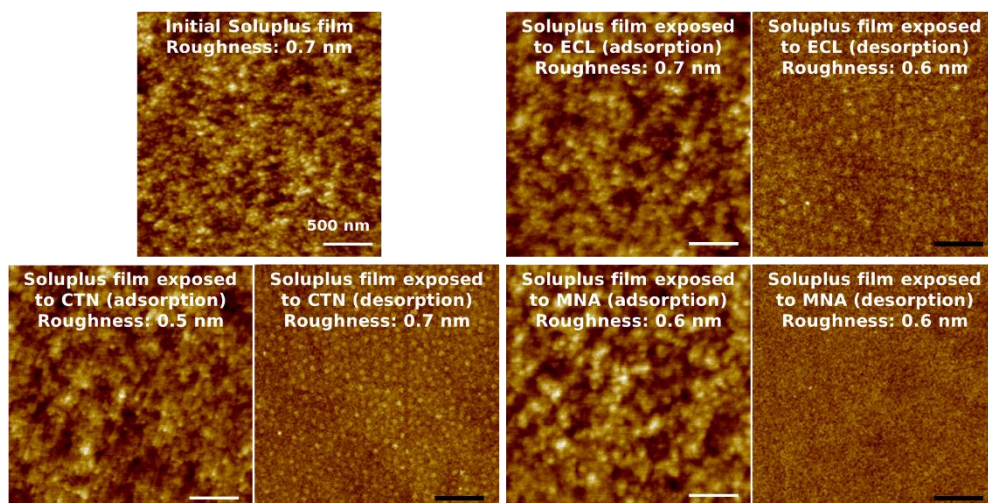 Initial Soluplus film
Roughness: 0.7 nm
500 nm
Soluplus film exposed
to ECL (adsorption)
Roughness: 0.7 nm
Soluplus film exposed
to ECL (desorption)
Roughness: 0.6 nm
Soluplus film exposed
to CTN (adsorption)
Roughness: 0.5 nm
Soluplus film exposed
to CTN (desorption)
Roughness: 0.7 nm
Soluplus film exposed
to MNA (adsorption)
Roughness: 0.6 nm
Soluplus film exposed
to MNA (desorption)
Roughness: 0.6 nm